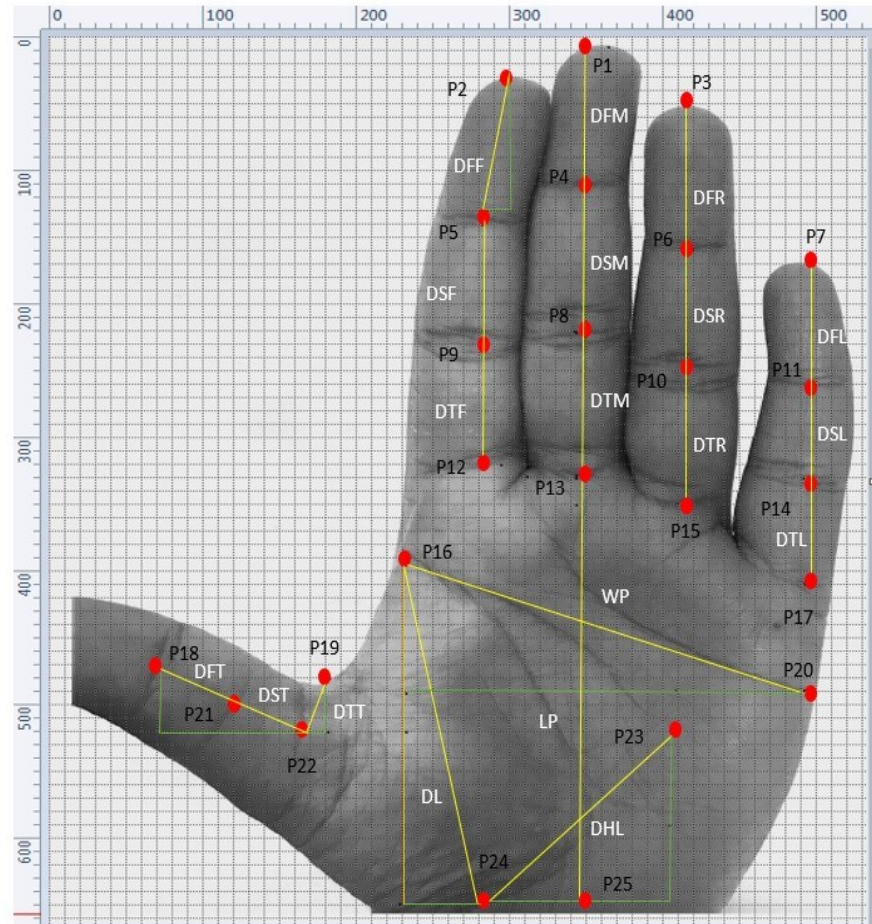 0 100 200 300 400 500
0
P1
P2
P3
DFM
DFF
P4
100
DFR
P5
P6
P7
DSM
DSF
200
P8
DSR
P9
DFL
P10
P11
DTF
DTM
DSL
DTR
300
P12
P13
P14
P15
DTL
P16
400
WP
P17
P18
P19
P20
DFT
DST
P21
DTT
LP
P23
500
P22
DL
DHL
600
P24
P25